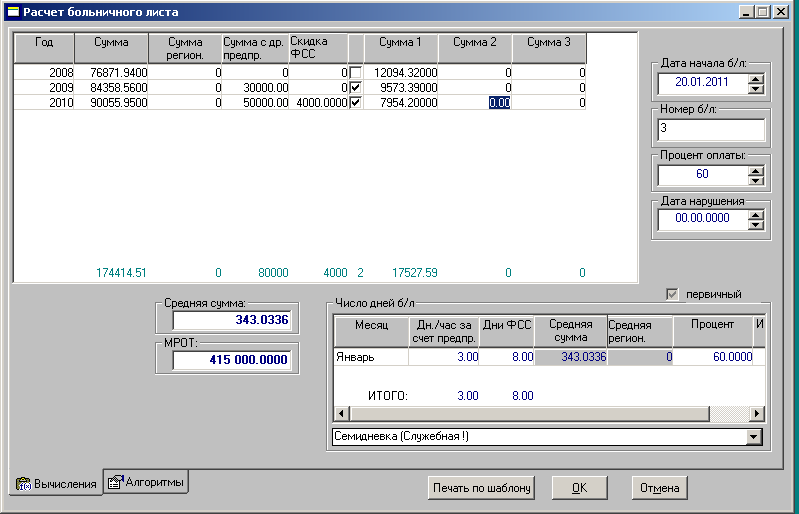 Расчет больничного листа
Год Сумма Сумма регион. Сумма с др. предпр. Скидка ФСС Сумма 1 Сумма 2 Сумма 3
2008 76871.9400 0 0 0 12094.32000 0 0
2009 84358.5600 0 30000.00 0 9573.39000 0 0
2010 90055.9500 0 50000.00 4000.0000 7954.20000 0.00 0
174414.51 0 80000 4000 2 17527.59 0 0
Дата начала б/л:
20.01.2011
Номер б/л:
3
Процент оплаты:
60
Дата нарушения
00.00.0000
первичный
Средняя сумма:
343.0336
МРОТ:
415 000.0000
Число дней б/л
Месяц Дн./час за счет предпр. Дни ФСС Средняя сумма Средняя регион. Процент И
Январь 3.00 8.00 343.0336 0 60.0000
ИТОГО: 3.00 8.00
Семидневка (Служебная !)
Вычисления Алгоритмы
Печать по шаблону OK Отмена